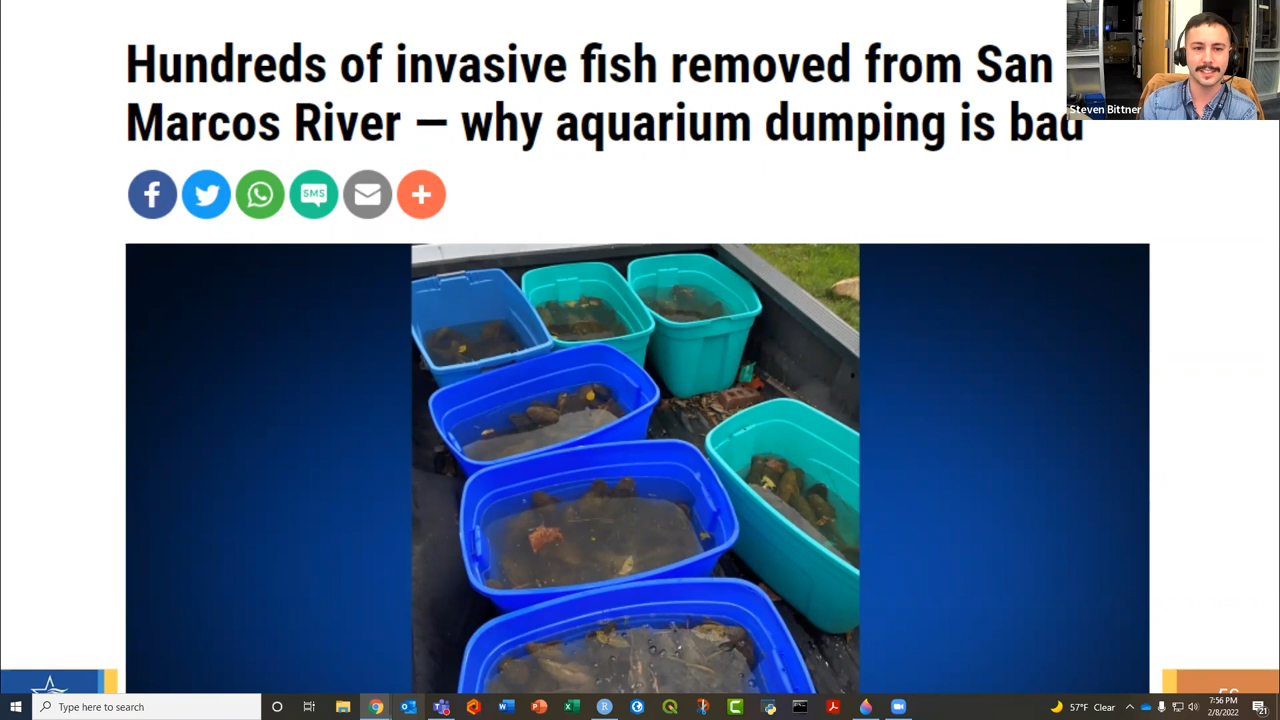 Hundreds of invasive fish removed from San
Marcos River — why aquarium dumping is bad
Steven Bittner
SMS
Type here to search
57°F Clear
7:56 PM
2/8/2022